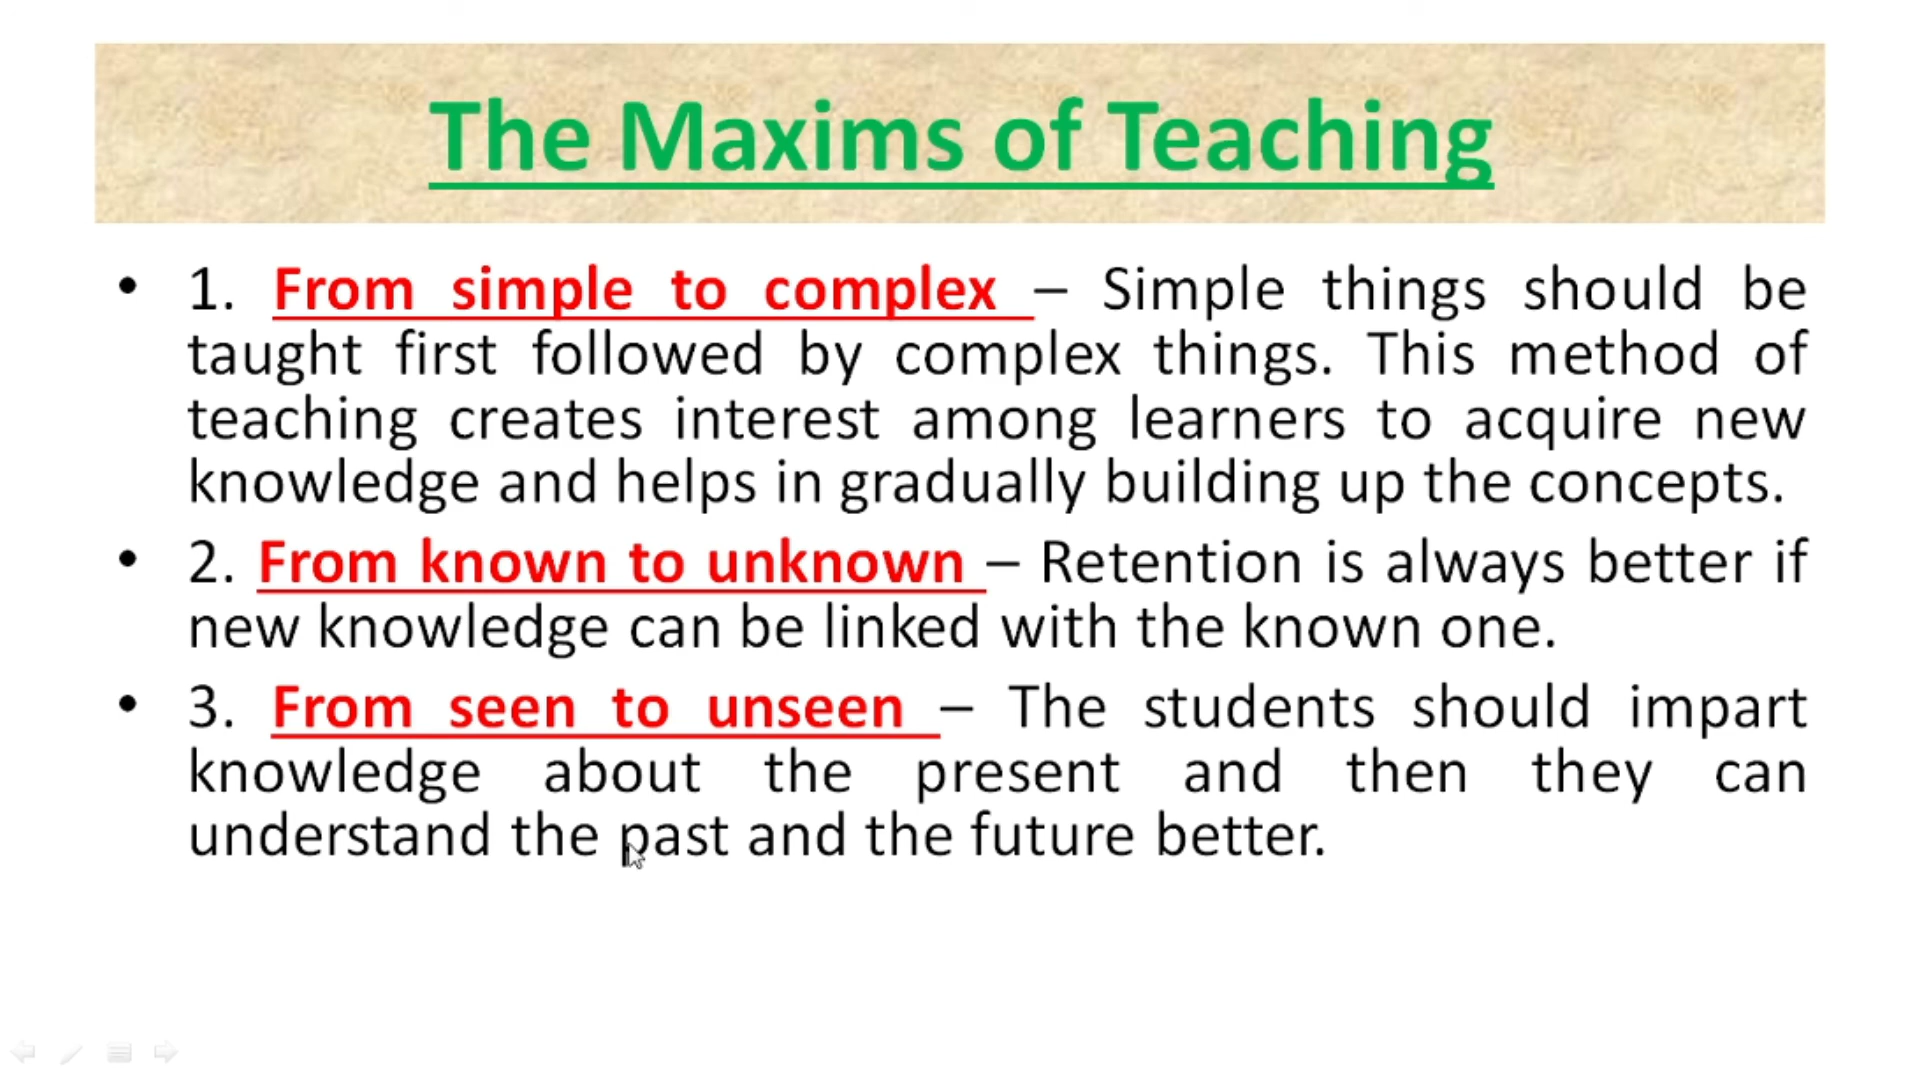 The Maxims of Teaching
• 1. From simple to complex – Simple things should be
taught first followed by complex things. This method of
teaching creates interest among learners to acquire new
knowledge and helps in gradually building up the concepts.
• 2. From known to unknown – Retention is always better if
new knowledge can be linked with the known one.
• 3. From seen to unseen – The students should impart
knowledge about the present and then they can
understand the past and the future better.